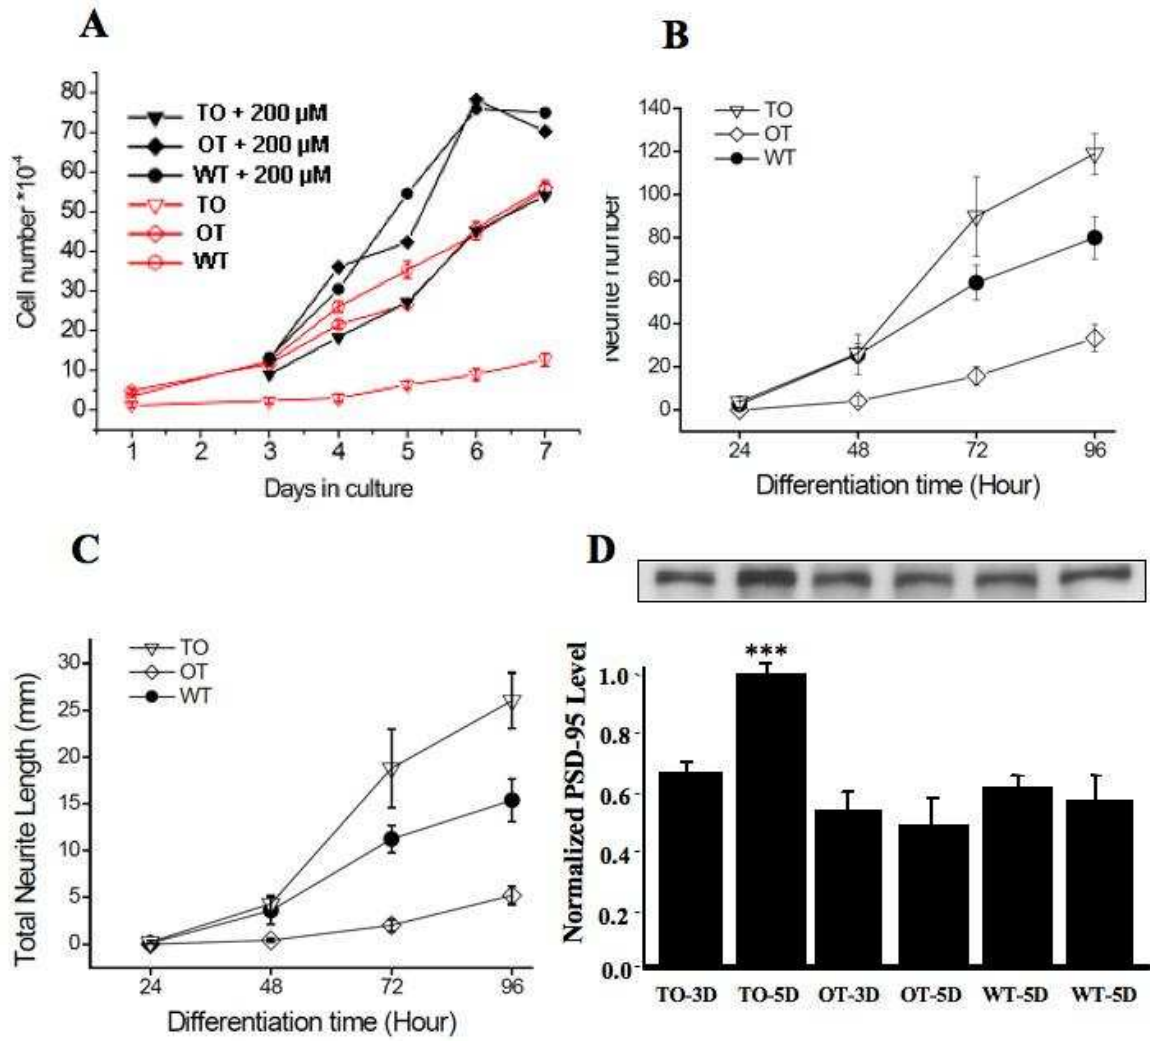 A
80
70
60
50
40
30
20
10
0
Cell number *10-4
TO + 200 µM
OT + 200 µM
WT + 200 µM
TO
OT
WT
1 2 3 4 5 6 7
Days in culture
B
140
120
100
80
60
40
20
0
Neurite number
TO
OT
WT
24 48 72 96
Differentiation time (Hour)
C
30
25
20
15
10
5
0
Total Neurite Length (mm)
TO
OT
WT
24 48 72 96
Differentiation time (Hour)
D
***
1.0
0.8
0.6
0.4
0.2
0.0
Normalized PSD-95 Level
TO-3D TO-5D OT-3D OT-5D WT-5D WT-5D